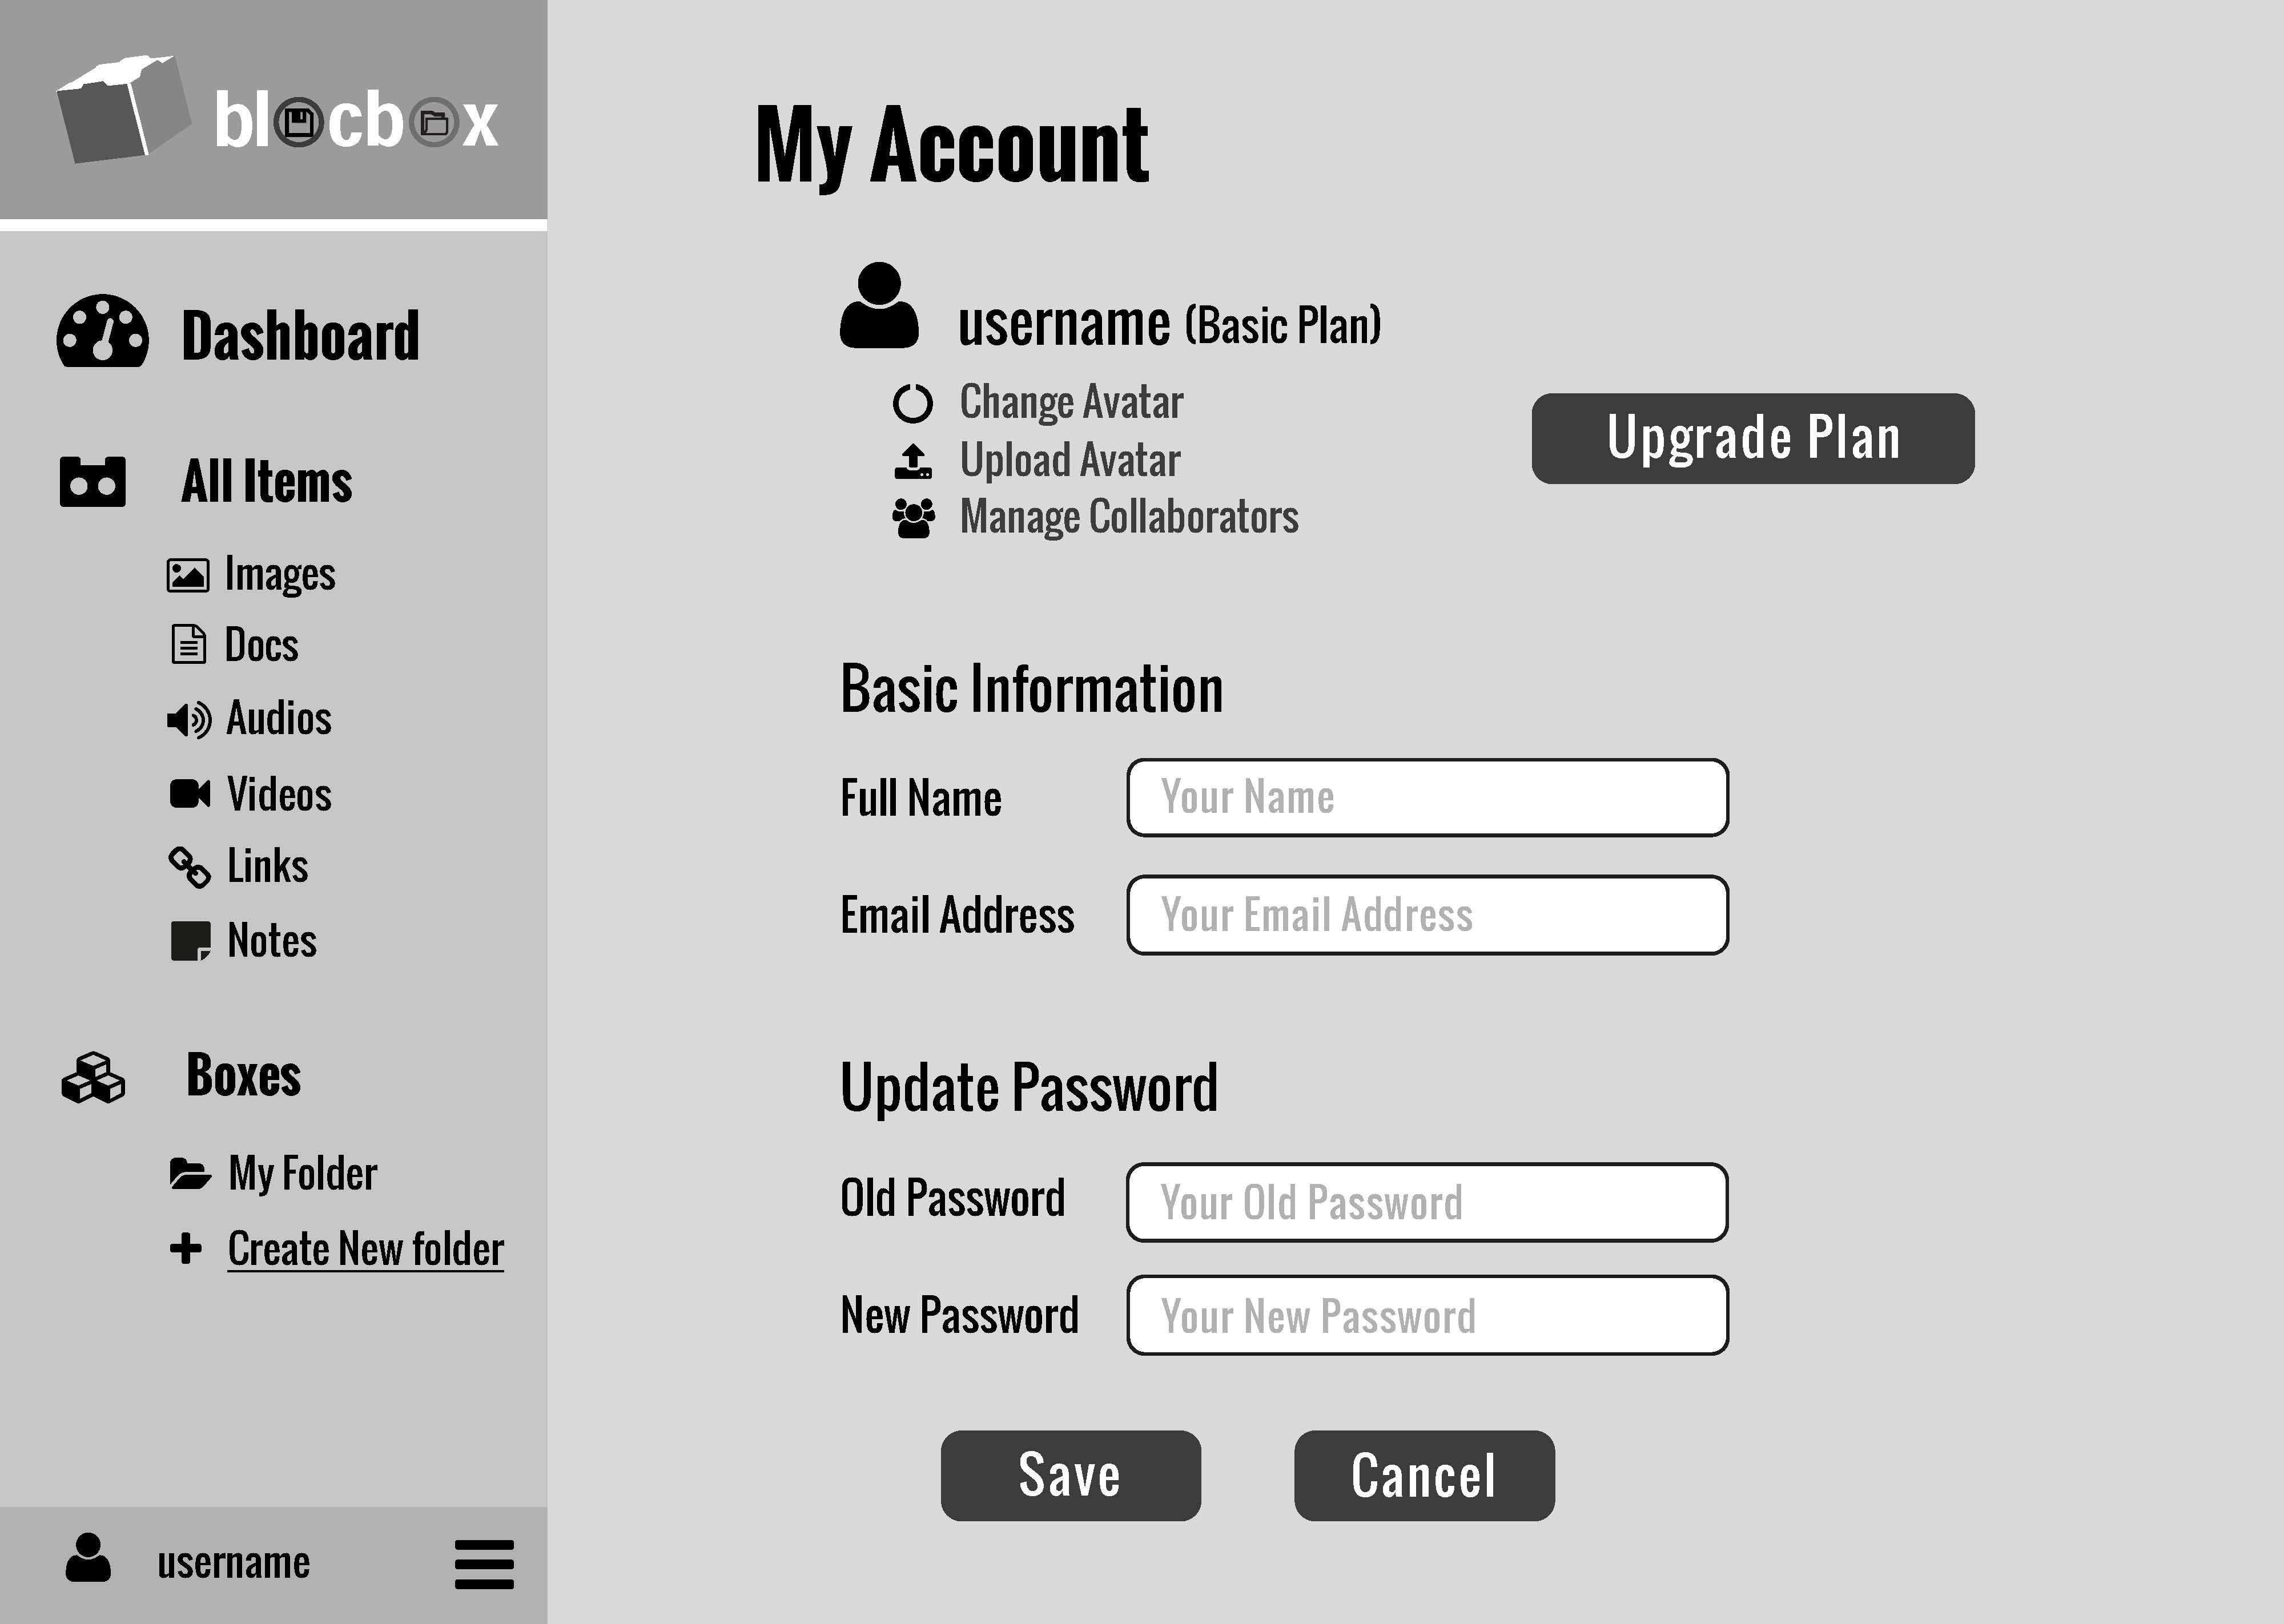 blocbox
Dashboard
All Items
Images
Docs
Audios
Videos
Links
Notes
Boxes
My Folder
Create New folder
username
My Account
username (Basic Plan)
Change Avatar
Upload Avatar
Manage Collaborators
Upgrade Plan
Basic Information
Full Name Your Name
Email Address Your Email Address
Update Password
Old Password Your Old Password
New Password Your New Password
Save Cancel